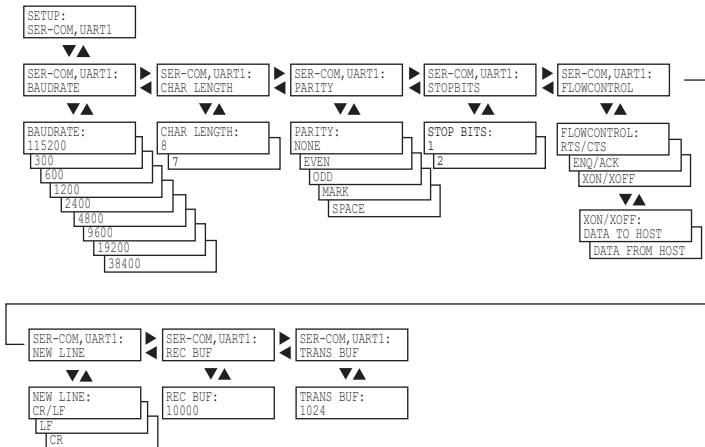 SETUP:
SER-COM,UART1
SER-COM,UART1:
BAUDRATE
SER-COM,UART1:
CHAR LENGTH
SER-COM,UART1:
PARITY
SER-COM,UART1:
STOPBITS
SER-COM,UART1:
FLOWCONTROL
BAUDRATE:
115200
300
600
1200
2400
4800
9600
19200
38400
CHAR LENGTH:
8
7
PARITY:
NONE
EVEN
ODD
MARK
SPACE
STOP BITS:
1
2
FLOWCONTROL:
RTS/CTS
ENQ/ACK
XON/XOFF
XON/XOFF:
DATA TO HOST
DATA FROM HOST
SER-COM,UART1:
NEW LINE
SER-COM,UART1:
REC BUF
SER-COM,UART1:
TRANS BUF
NEW LINE:
CR/LF
LF
CR
REC BUF:
10000
TRANS BUF:
1024